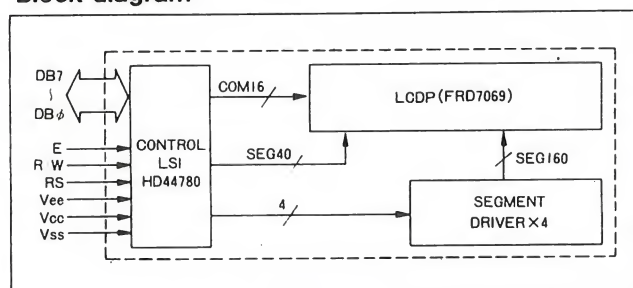 Block diagram
DB7
~
DBφ
E
R W
RS
Vee
Vcc
Vss
CONTROL
LSI
HD44780
COM16
SEG40
4
LCDP(FRD7069)
SEG160
SEGMENT
DRIVER×4